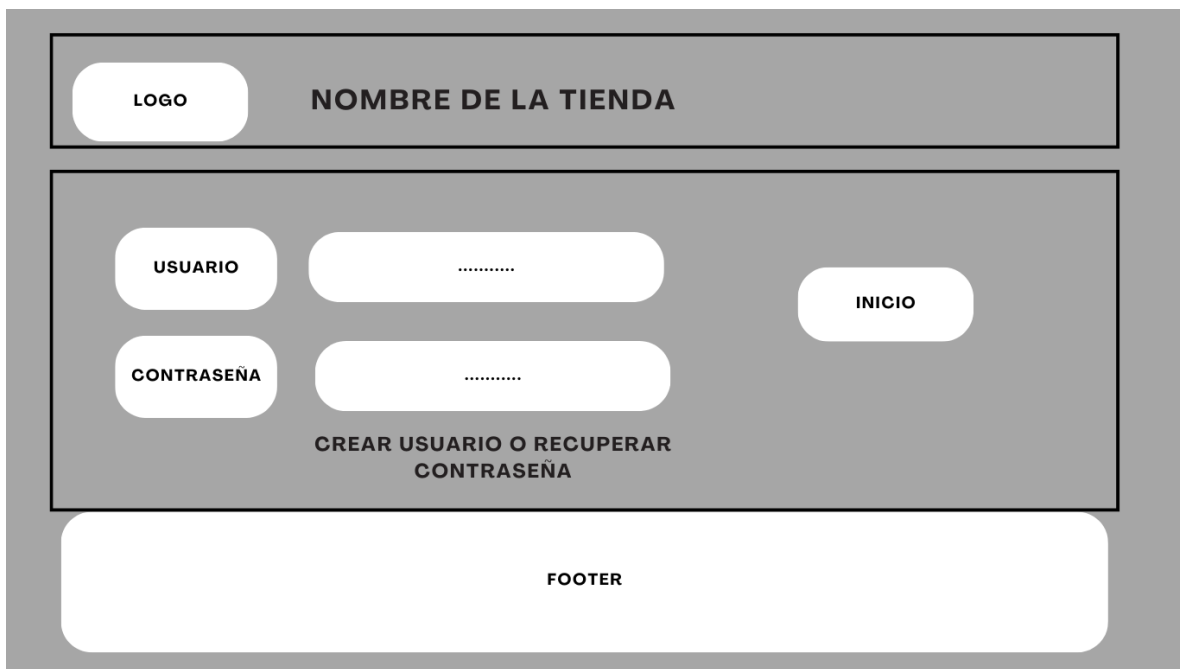 LOGO
NOMBRE DE LA TIENDA
USUARIO
...........
INICIO
CONTRASEÑA
...........
CREAR USUARIO O RECUPERAR
CONTRASEÑA
FOOTER